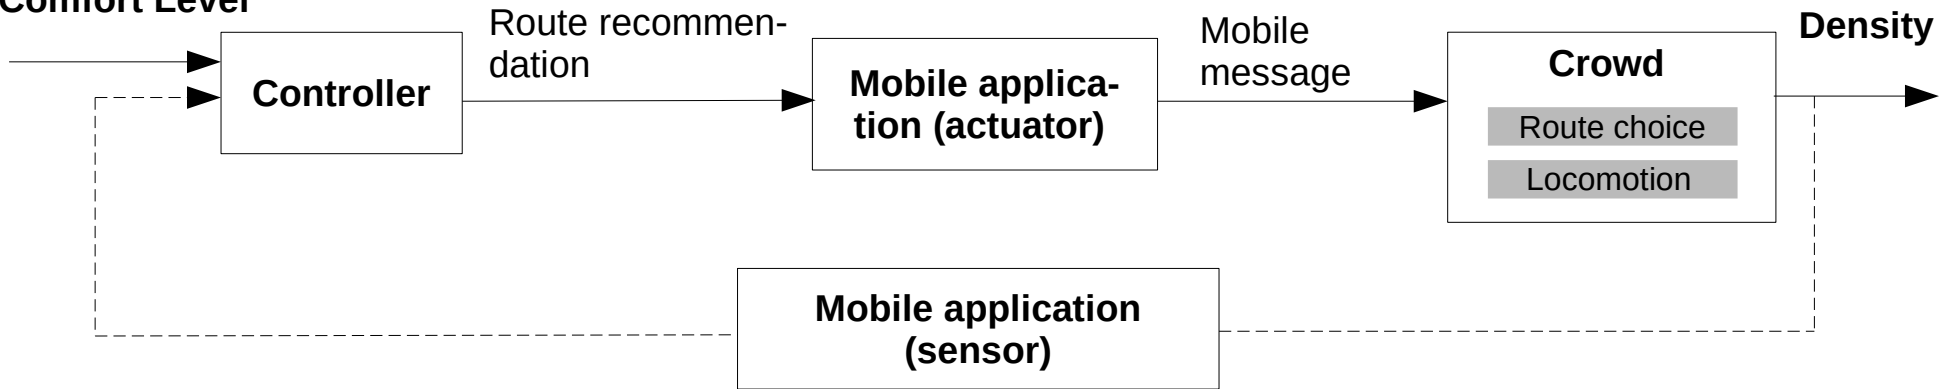 Comfort Level
Route recommen-
dation
Controller
Mobile applica-
tion (actuator)
Mobile
message
Crowd
Route choice
Locomotion
Density
Mobile application
(sensor)